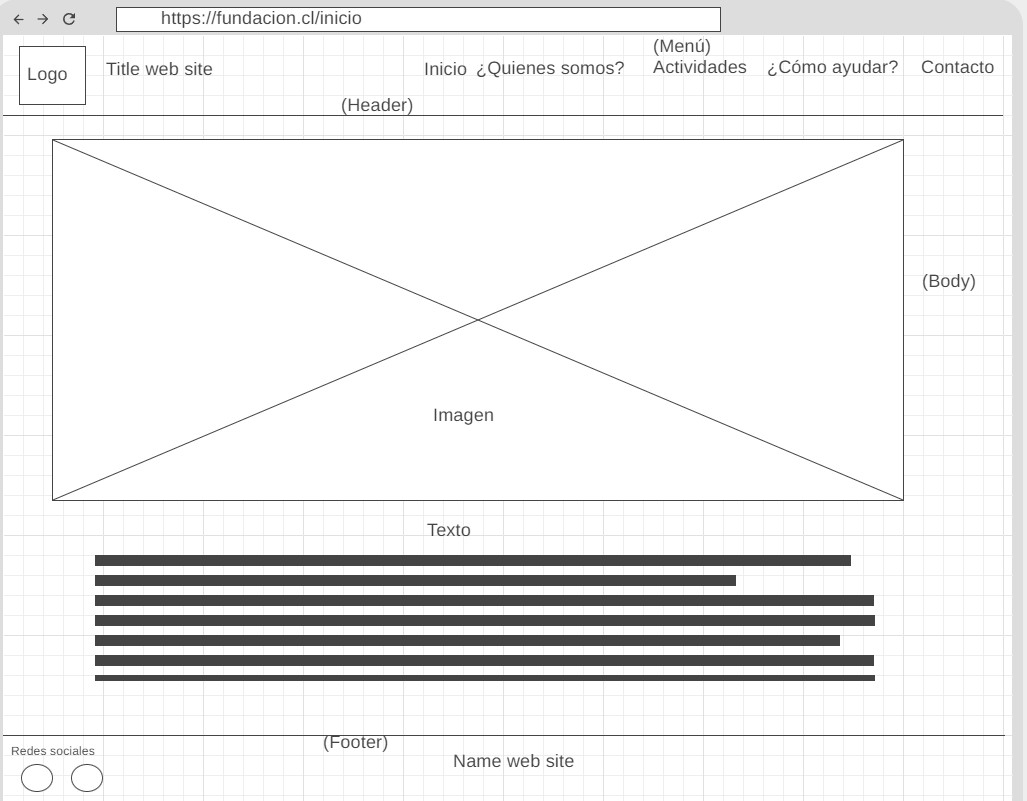 https://fundacion.cl/inicio
(Menú)
Logo
Title web site
Inicio
¿Quienes somos?
Actividades
¿Cómo ayudar?
Contacto
(Header)
(Body)
Imagen
Texto
(Footer)
Redes sociales
Name web site